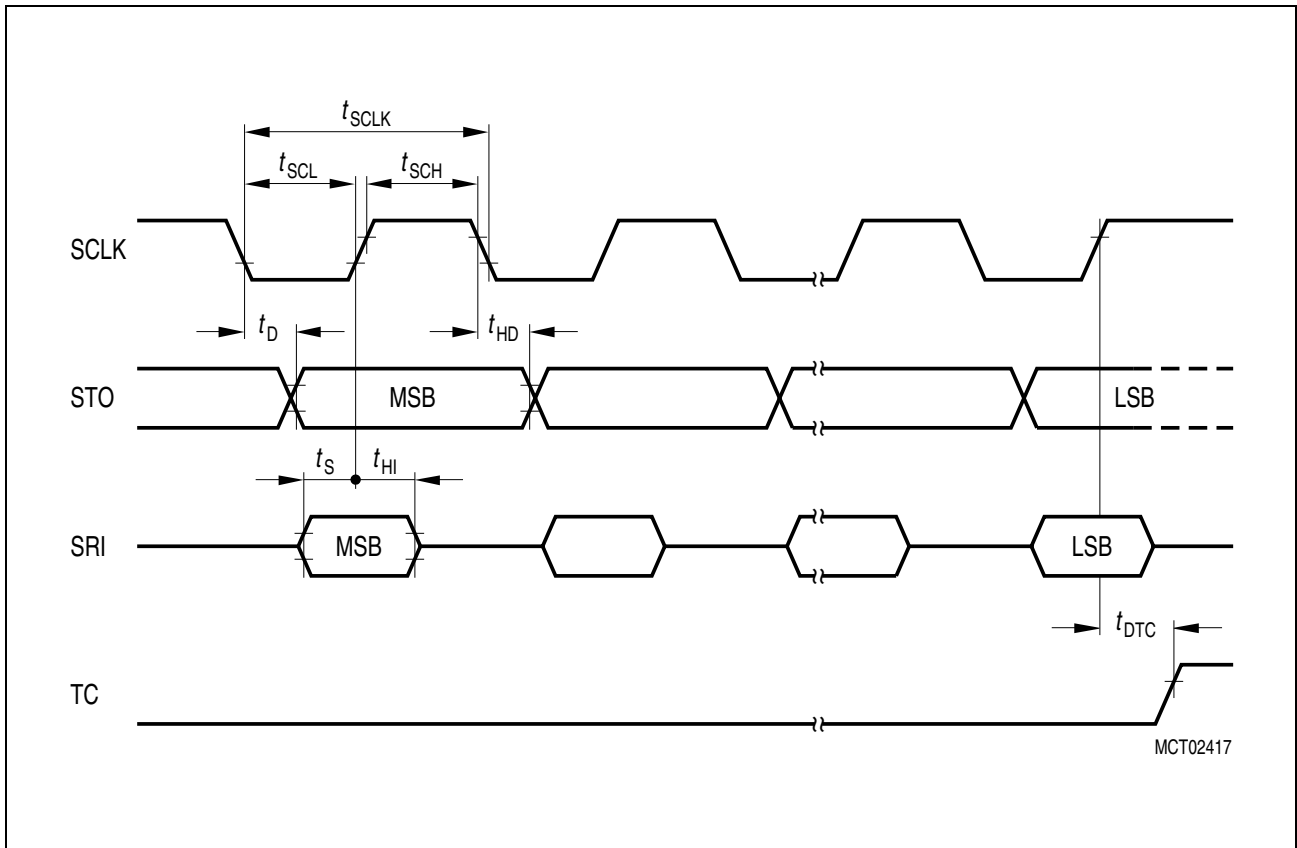 tSCLK
tSCL tSCH
SCLK
tD tHD
STO MSB LSB
tS tHI
SRI MSB LSB
tDTC
TC
MCT02417